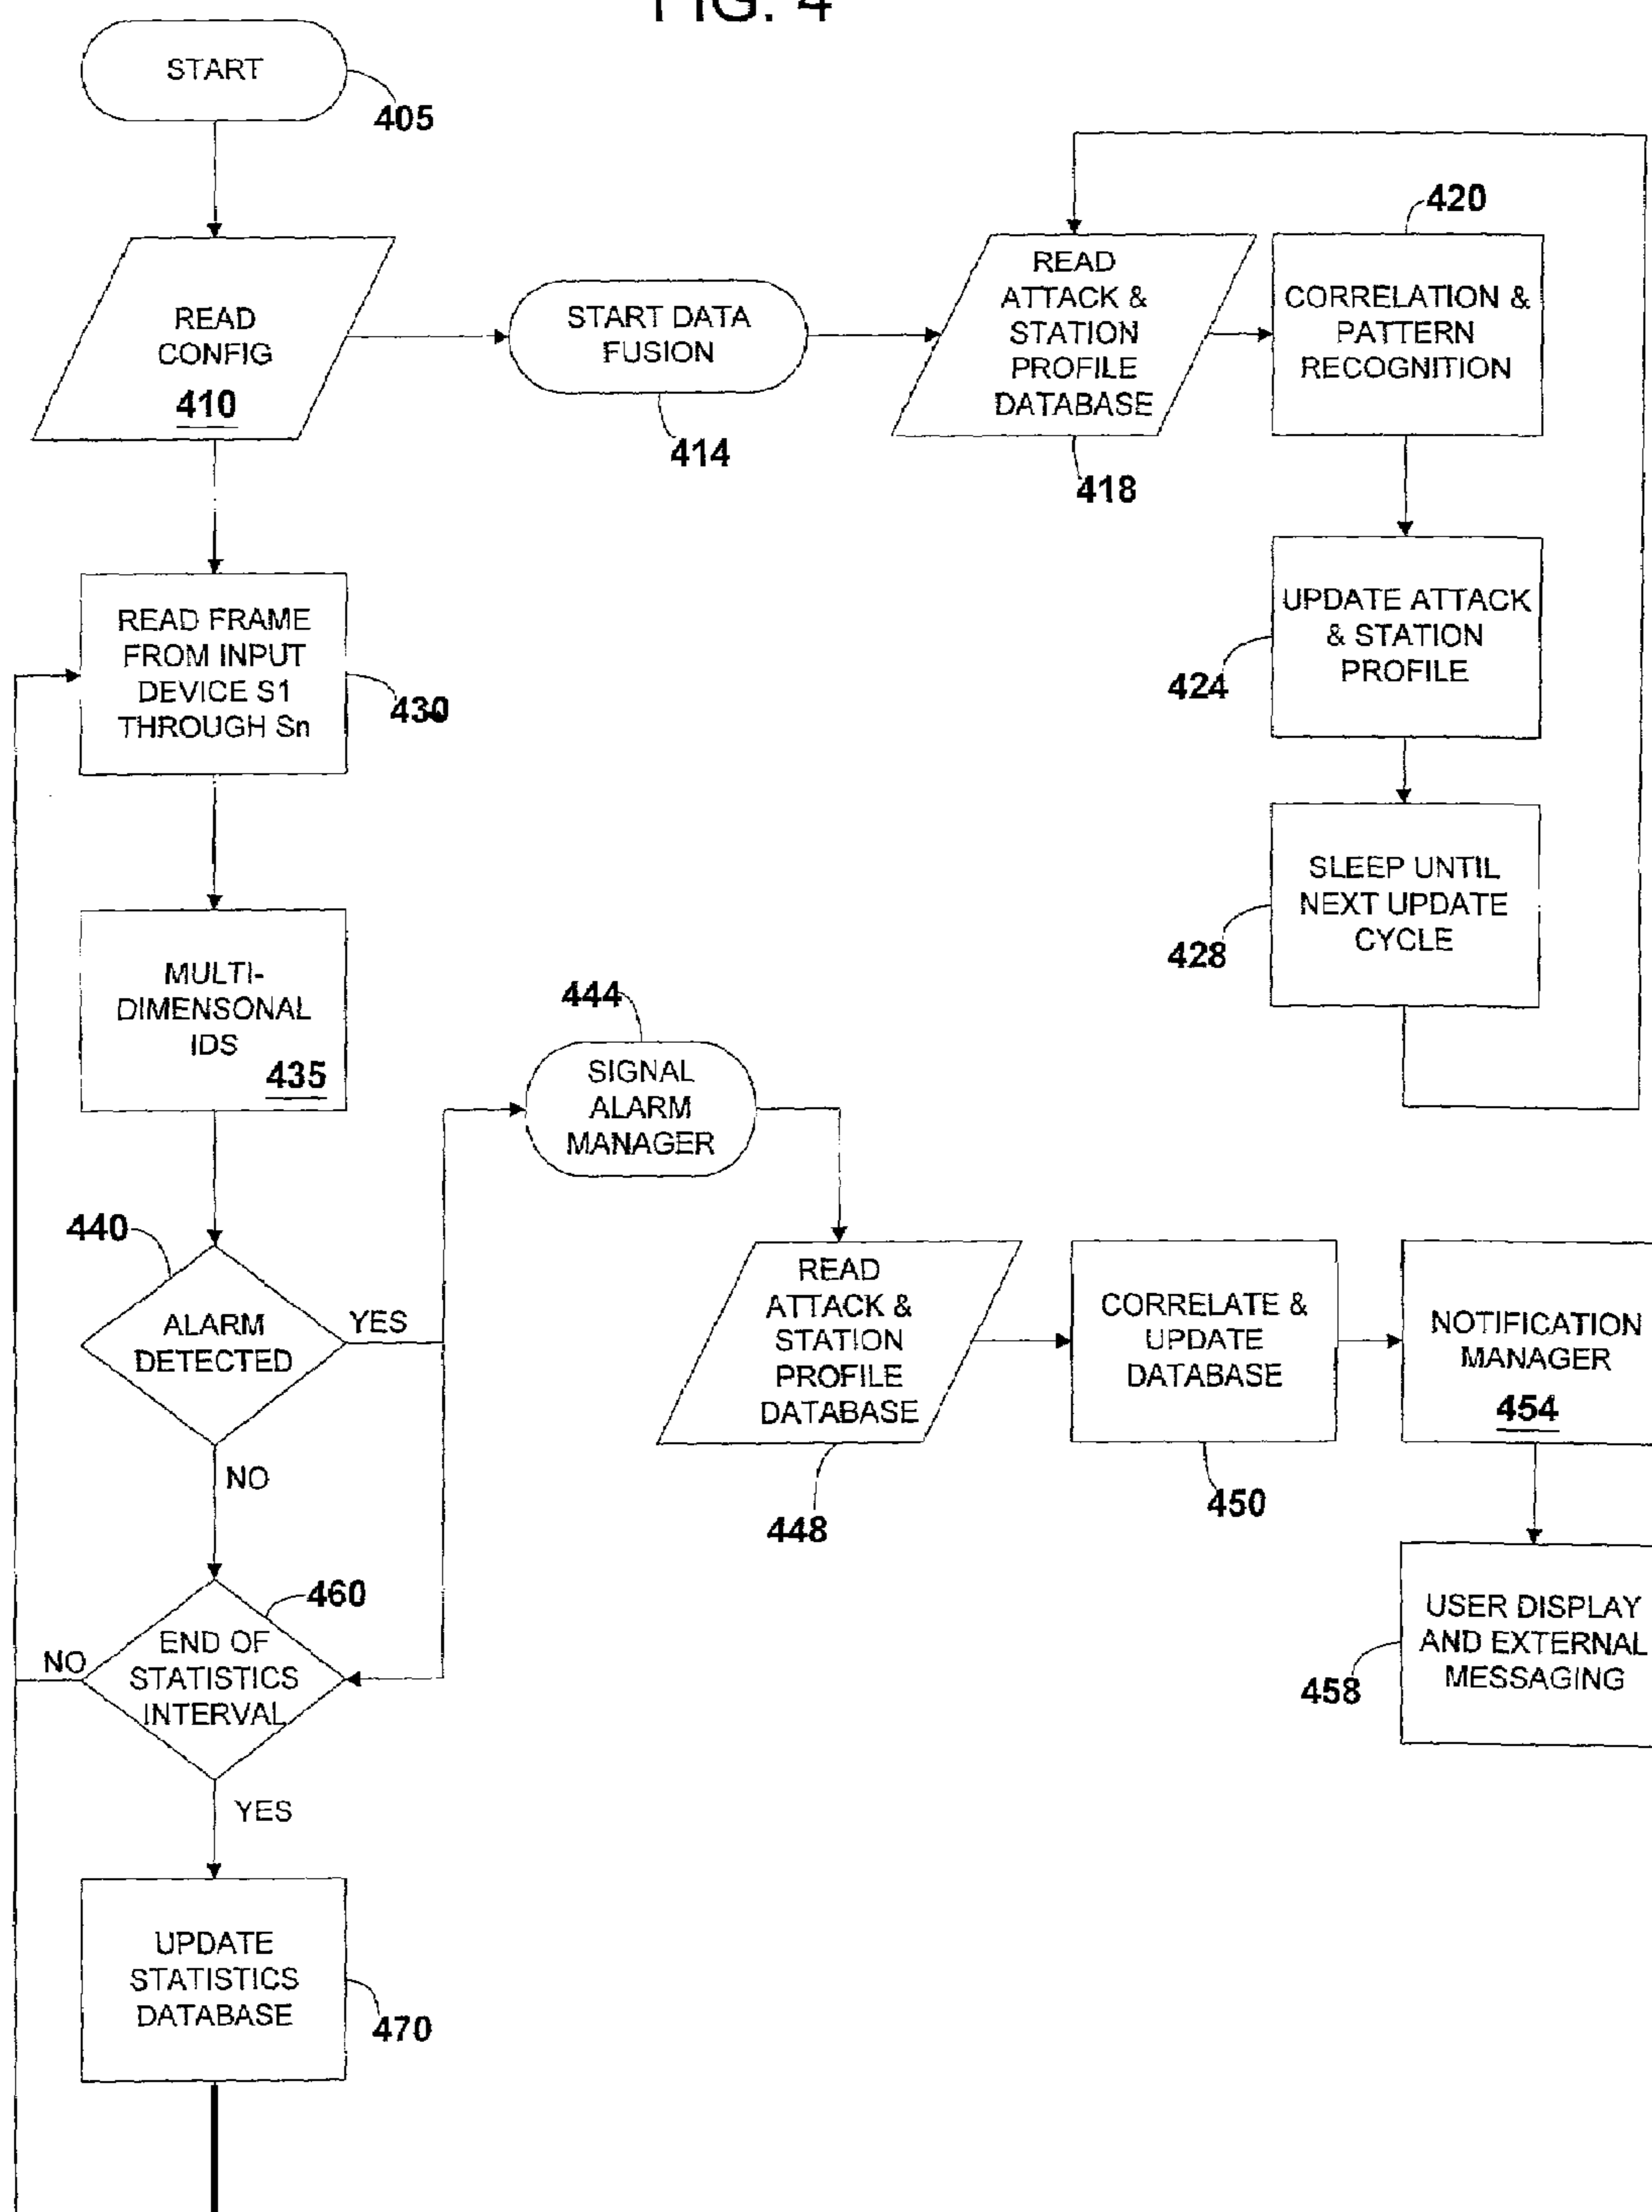 FIG. 4
START
405
READ
CONFIG
410
START DATA
FUSION
414
READ
ATTACK &
STATION
PROFILE
DATABASE
418
420
CORRELATION &
PATTERN
RECOGNITION
UPDATE ATTACK
& STATION
PROFILE
424
SLEEP UNTIL
NEXT UPDATE
CYCLE
428
READ FRAME
FROM INPUT
DEVICE S1
THROUGH Sn
430
MULTI-
DIMENSONAL
IDS
435
440
ALARM
DETECTED
YES
NO
444
SIGNAL
ALARM
MANAGER
READ
ATTACK &
STATION
PROFILE
DATABASE
448
CORRELATE &
UPDATE
DATABASE
450
NOTIFICATION
MANAGER
454
USER DISPLAY
AND EXTERNAL
MESSAGING
458
460
END OF
STATISTICS
INTERVAL
NO
YES
UPDATE
STATISTICS
DATABASE
470